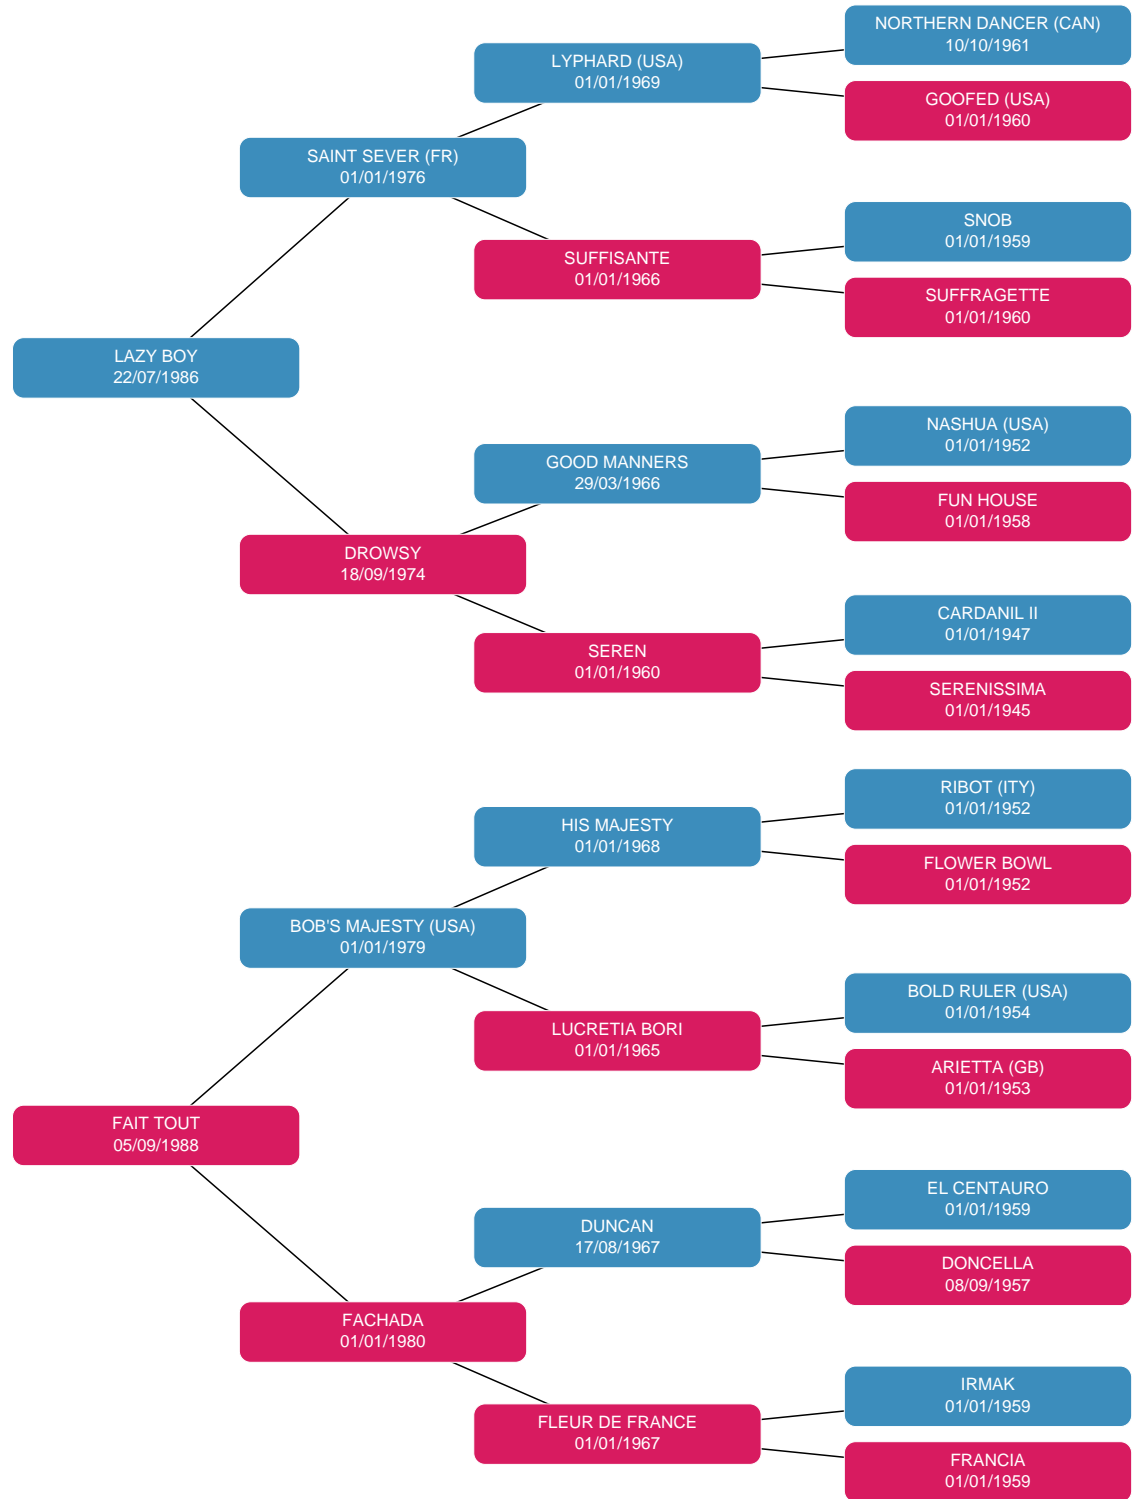 NORTHERN DANCER (CAN)
10/10/1961
LYPHARD (USA)
01/01/1969
GOOFED (USA)
01/01/1960
SAINT SEVER (FR)
01/01/1976
SNOB
01/01/1959
SUFFISANTE
01/01/1966
SUFFRAGETTE
01/01/1960
LAZY BOY
22/07/1986
NASHUA (USA)
01/01/1952
GOOD MANNERS
29/03/1966
FUN HOUSE
01/01/1958
DROWSY
18/09/1974
CARDANIL II
01/01/1947
SEREN
01/01/1960
SERENISSIMA
01/01/1945
RIBOT (ITY)
01/01/1952
HIS MAJESTY
01/01/1968
FLOWER BOWL
01/01/1952
BOB'S MAJESTY (USA)
01/01/1979
BOLD RULER (USA)
01/01/1954
LUCRETIA BORI
01/01/1965
ARIETTA (GB)
01/01/1953
FAIT TOUT
05/09/1988
EL CENTAURO
01/01/1959
DUNCAN
17/08/1967
DONCELLA
08/09/1957
FACHADA
01/01/1980
IRMAK
01/01/1959
FLEUR DE FRANCE
01/01/1967
FRANCIA
01/01/1959